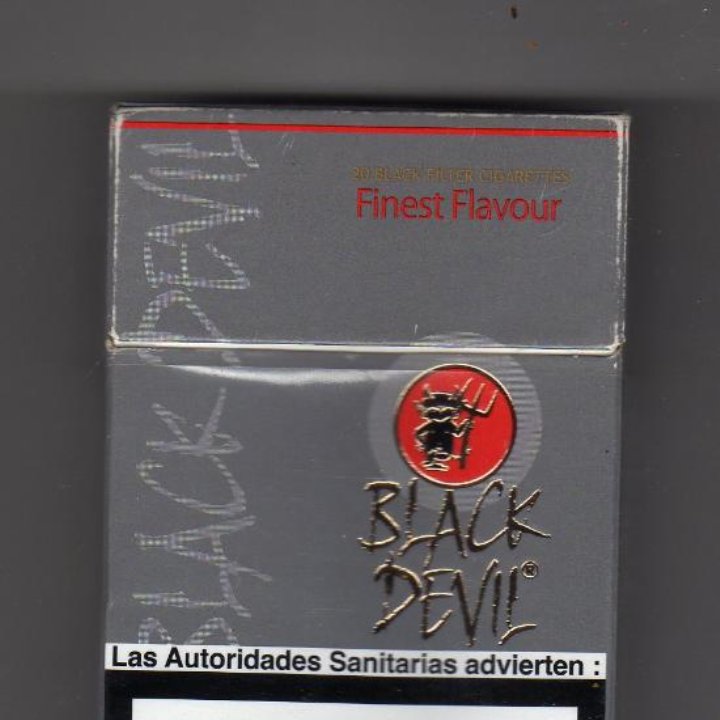 20 BLACK FILTER CIGARETTES
Finest Flavour
BLACK DEVIL
BLACK
DEVIL®
Las Autoridades Sanitarias advierten :